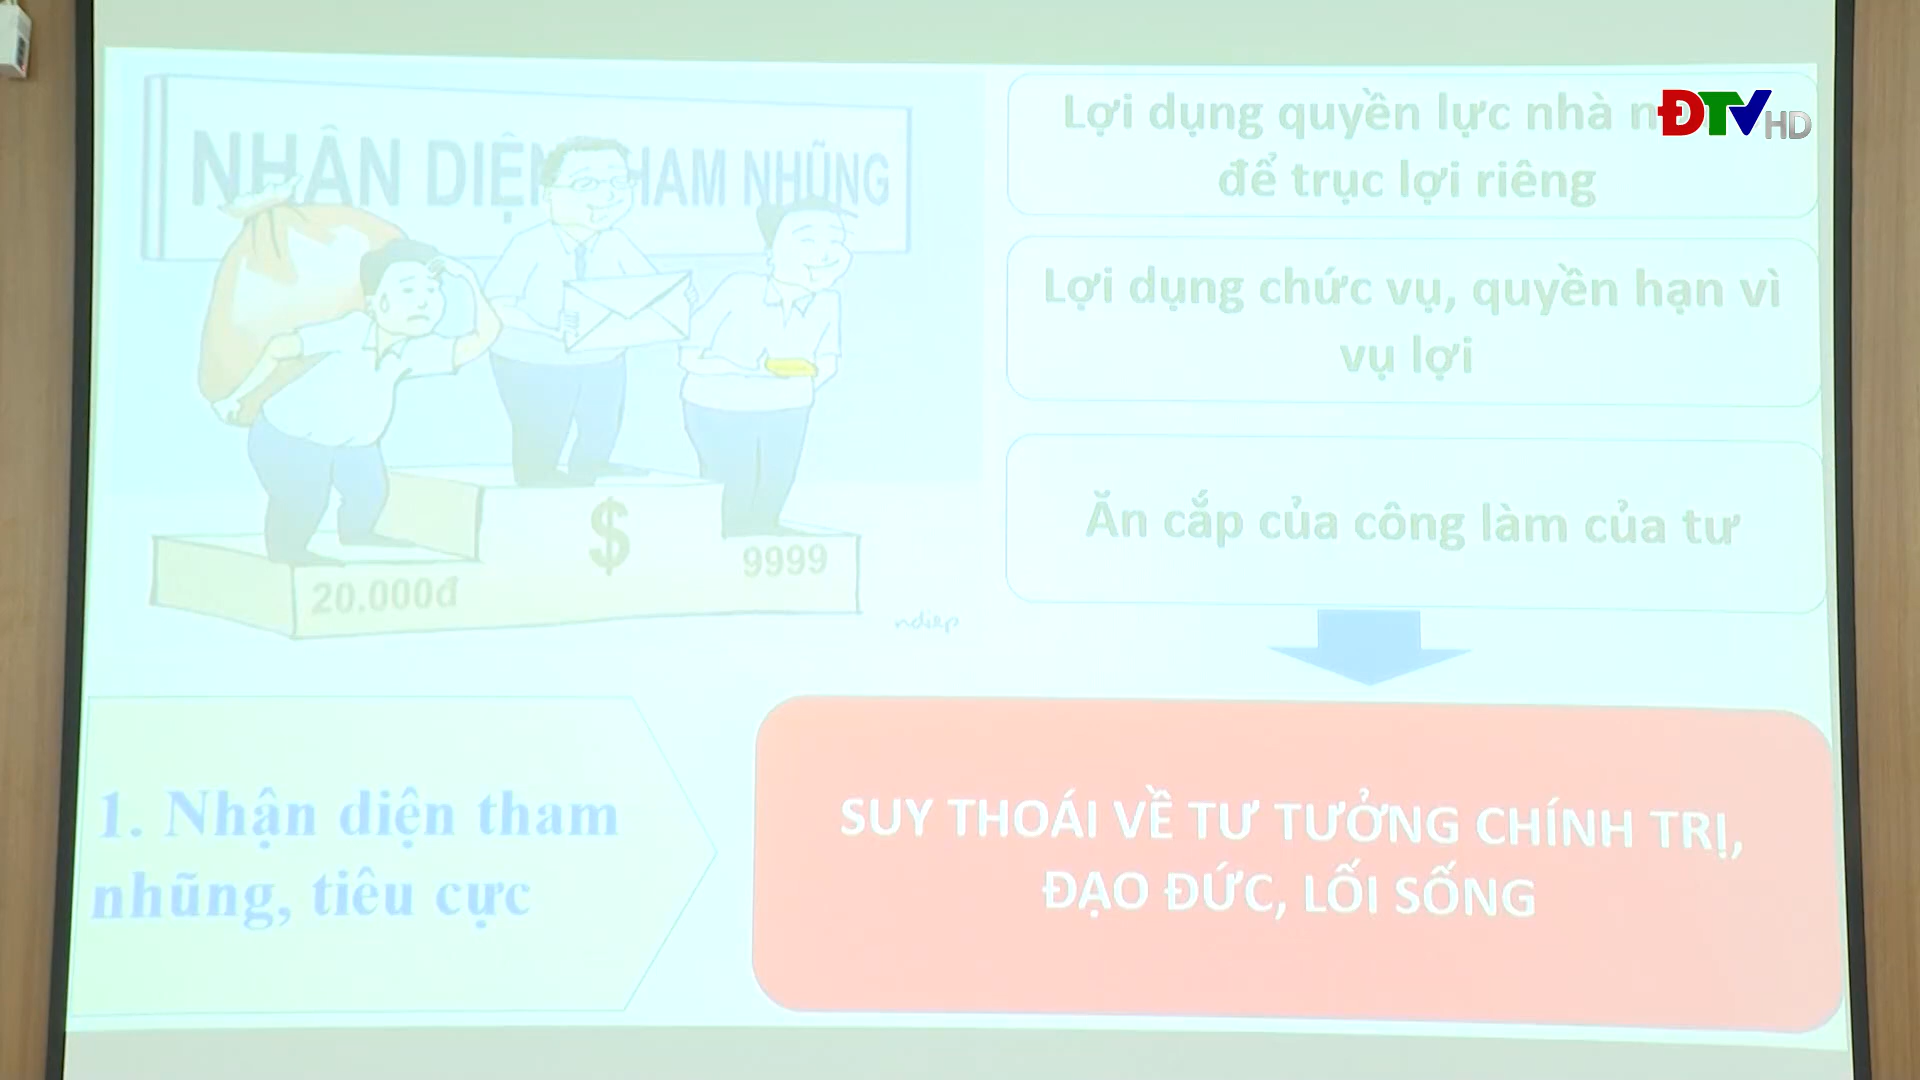 NHẬN DIỆN THAM NHŨNG
20.000đ
$
9999
ndiep
Lợi dụng quyền lực nhà
để trục lợi riêng
Lợi dụng chức vụ, quyền hạn vì
vụ lợi
Ăn cắp của công làm của tư
1. Nhận diện tham
nhũng, tiêu cực
SUY THOÁI VỀ TƯ TƯỞNG CHÍNH TRỊ,
ĐẠO ĐỨC, LỐI SỐNG
ĐTV HD